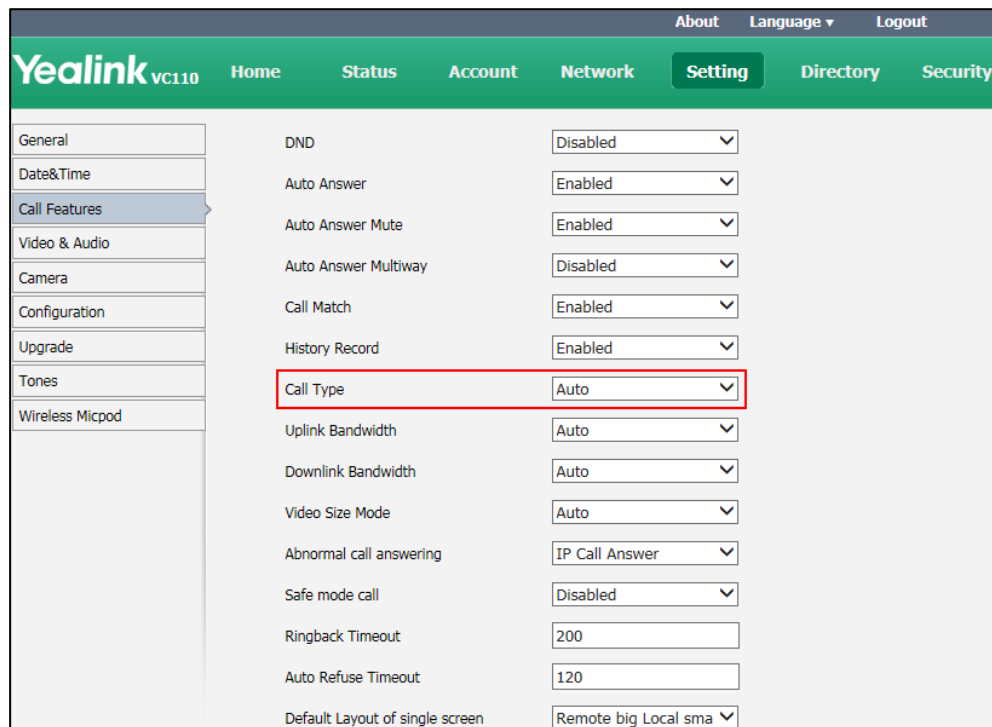 About Language Logout
Yealink VC110 Home Status Account Network Setting Directory Security
General
Date&Time
Call Features
Video & Audio
Camera
Configuration
Upgrade
Tones
Wireless Micpod
DND Disabled
Auto Answer Enabled
Auto Answer Mute Enabled
Auto Answer Multiway Disabled
Call Match Enabled
History Record Enabled
Call Type Auto
Uplink Bandwidth Auto
Downlink Bandwidth Auto
Video Size Mode Auto
Abnormal call answering IP Call Answer
Safe mode call Disabled
Ringback Timeout 200
Auto Refuse Timeout 120
Default Layout of single screen Remote big Local sma